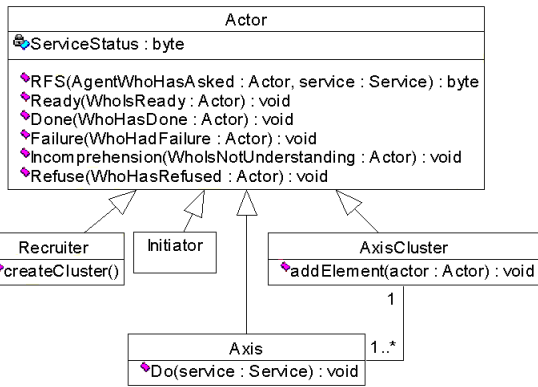 Actor
ServiceStatus : byte
RFS(AgentWhoHasAsked : Actor, service : Service) : byte
Ready(WhoIsReady : Actor) : void
Done(WhoHasDone : Actor) : void
Failure(WhoHadFailure : Actor) : void
Incomprehension(WhoIsNotUnderstanding : Actor) : void
Refuse(WhoHasRefused : Actor) : void
Recruiter
createCluster()
Initiator
AxisCluster
addElement(actor : Actor) : void
1
1..*
Axis
Do(service : Service) : void